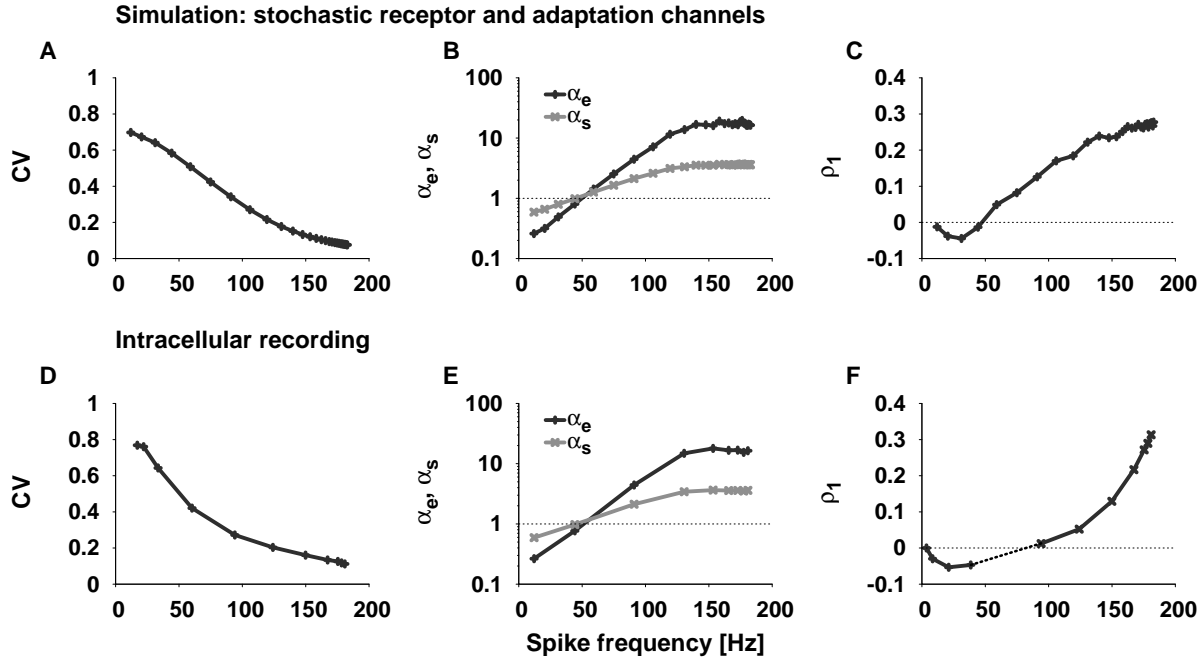 Simulation: stochastic receptor and adaptation channels
A
CV
1
0.8
0.6
0.4
0.2
0
0 50 100 150 200
B
αe, αs
100
10
1
0.1
αe
αs
0 50 100 150 200
C
ρ1
0.4
0.3
0.2
0.1
0
-0.1
0 50 100 150 200
Intracellular recording
D
CV
1
0.8
0.6
0.4
0.2
0
0 50 100 150 200
E
αe, αs
100
10
1
0.1
αe
αs
0 50 100 150 200
Spike frequency [Hz]
F
ρ1
0.4
0.3
0.2
0.1
0
-0.1
0 50 100 150 200